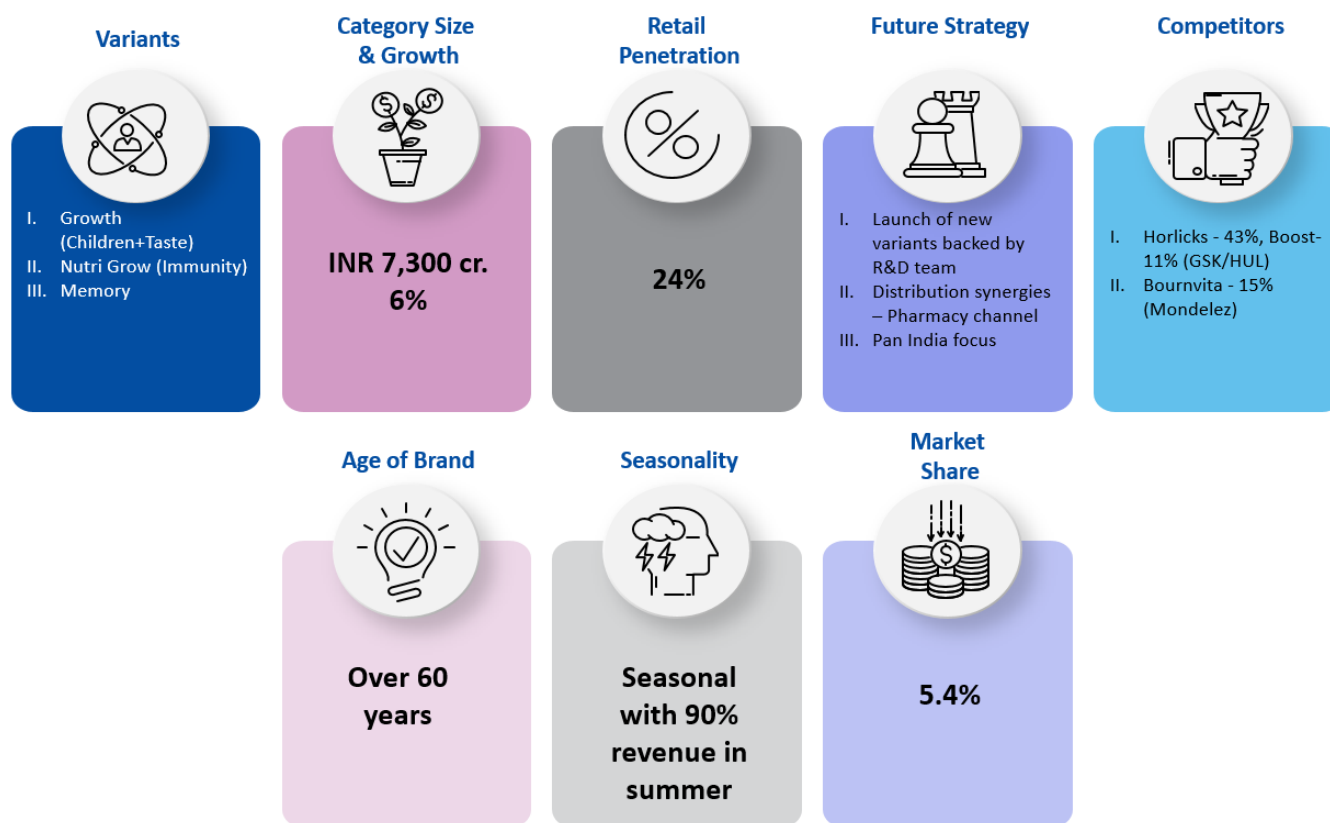 Variants
Category Size
& Growth
Retail
Penetration
Future Strategy
Competitors
I. Growth
(Children+Taste)
II. Nutri Grow (Immunity)
III. Memory
INR 7,300 cr.
6%
24%
I. Launch of new
variants backed by
R&D team
II. Distribution synergies
– Pharmacy channel
III. Pan India focus
I. Horlicks - 43%, Boost-
11% (GSK/HUL)
II. Bournvita - 15%
(Mondelez)
Age of Brand
Seasonality
Market
Share
Over 60
years
Seasonal
with 90%
revenue in
summer
5.4%